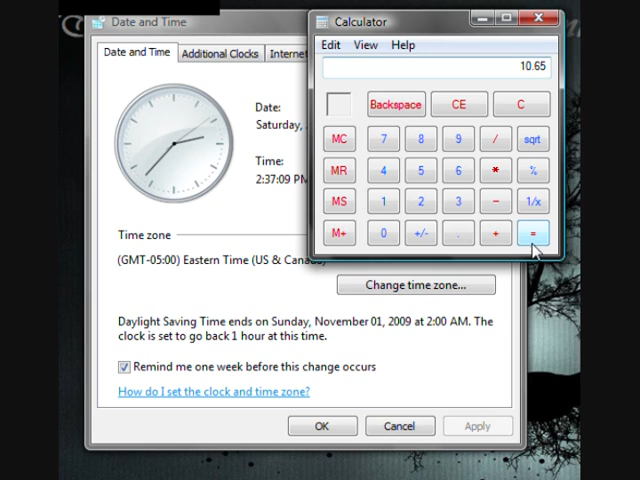 Date and Time
Date and Time
Additional Clocks
Internet
Date:
Saturday,
Time:
2:37:09 PM
Time zone
(GMT-05:00) Eastern Time (US & Canada)
Change time zone...
Daylight Saving Time ends on Sunday, November 01, 2009 at 2:00 AM. The
clock is set to go back 1 hour at this time.
Remind me one week before this change occurs
How do I set the clock and time zone?
OK Cancel Apply
Calculator
Edit View Help
10.65
Backspace CE C
MC 7 8 9 / sqrt
MR 4 5 6 * %
MS 1 2 3 - 1/x
M+ 0 +/- . + =